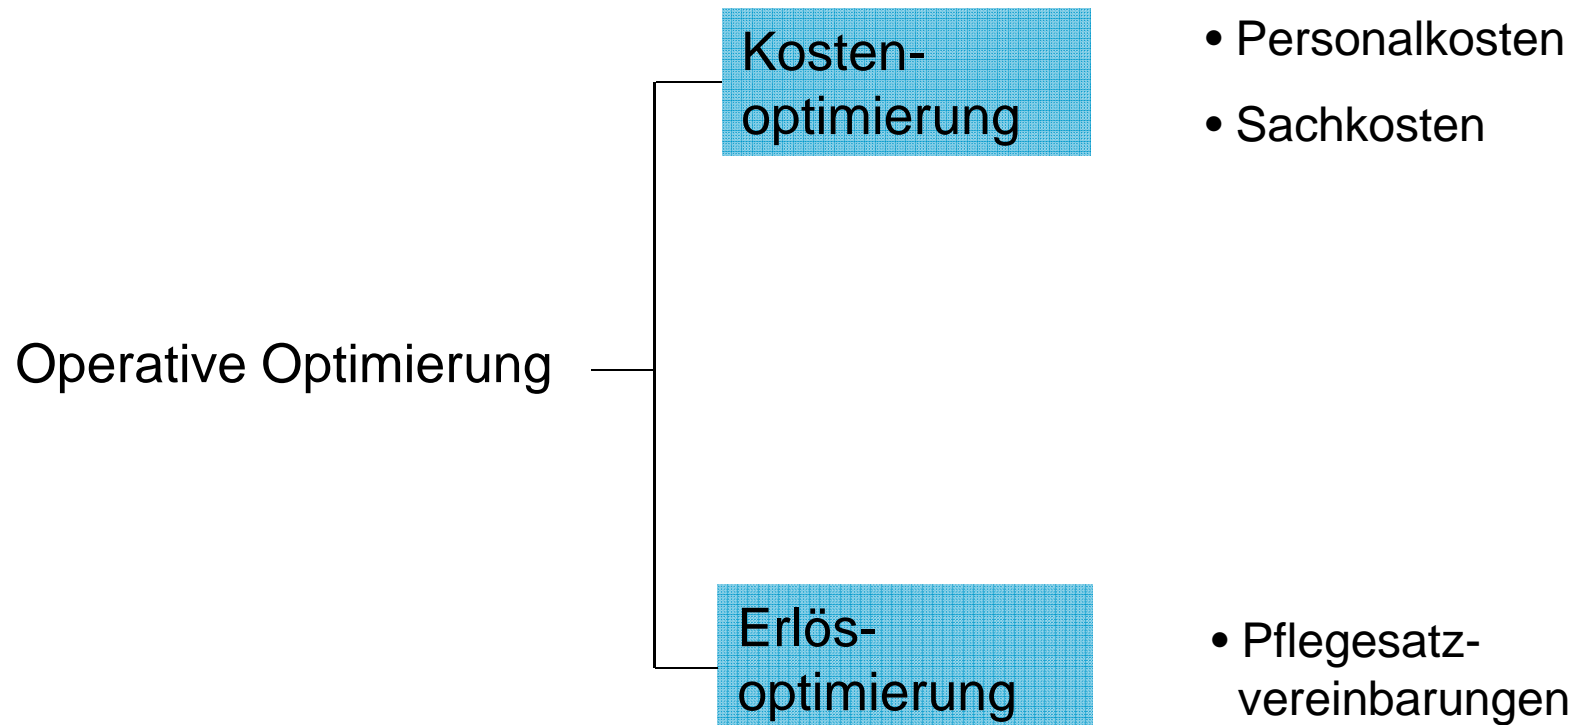 Kosten-
optimierung
• Personalkosten
• Sachkosten
Operative Optimierung
Erlös-
optimierung
• Pflegesatz-
vereinbarungen